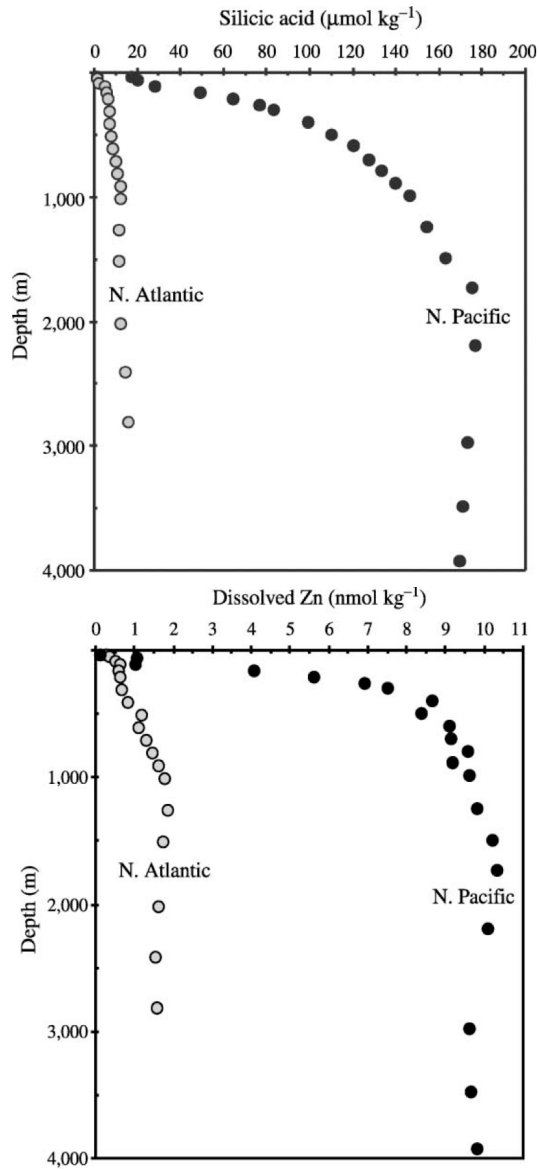 Silicic acid (μmol kg⁻¹)
0 20 40 60 80 100 120 140 160 180 200
1,000
Depth (m)
N. Atlantic
2,000
N. Pacific
3,000
4,000
Dissolved Zn (nmol kg⁻¹)
0 1 2 3 4 5 6 7 8 9 10 11
1,000
Depth (m)
N. Atlantic
2,000
N. Pacific
3,000
4,000